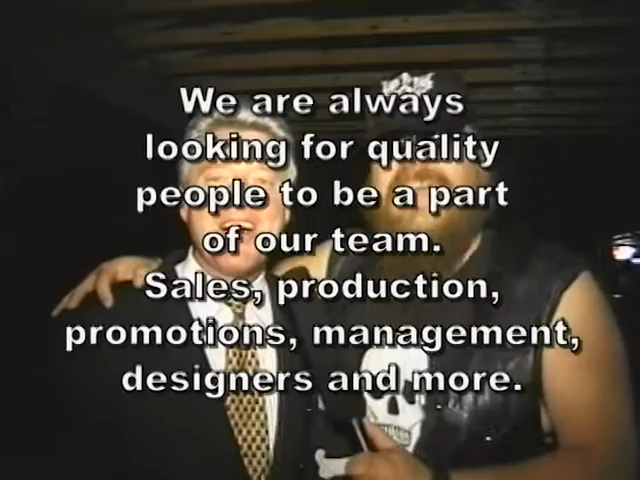 We are always
looking for quality
people to be a part
of our team.
Sales, production,
promotions, management,
designers and more.